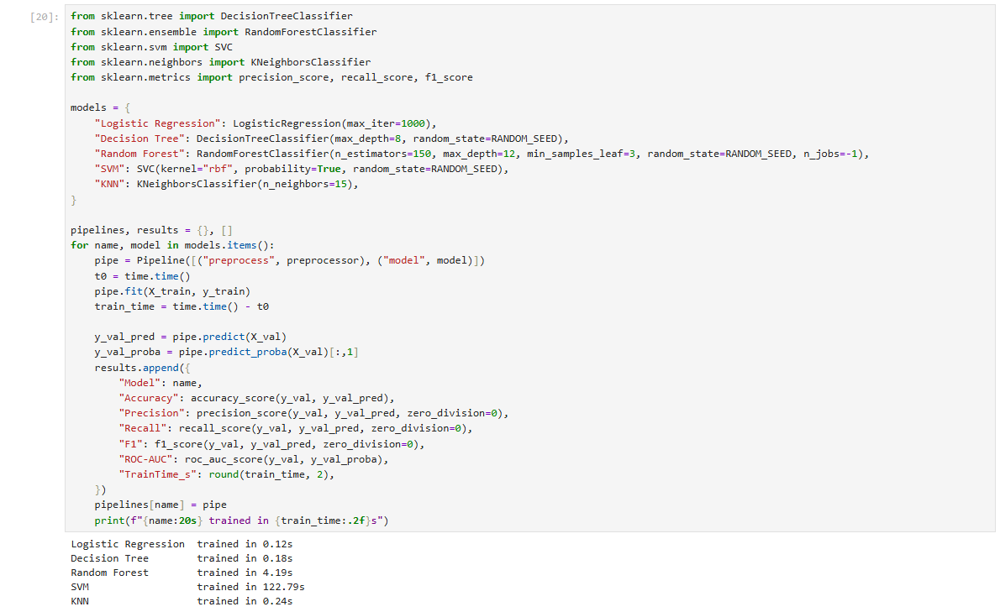 [20]:
from sklearn.tree import DecisionTreeClassifier
from sklearn.ensemble import RandomForestClassifier
from sklearn.svm import SVC
from sklearn.neighbors import KNeighborsClassifier
from sklearn.metrics import precision_score, recall_score, f1_score

models = {
    "Logistic Regression": LogisticRegression(max_iter=1000),
    "Decision Tree": DecisionTreeClassifier(max_depth=8, random_state=RANDOM_SEED),
    "Random Forest": RandomForestClassifier(n_estimators=150, max_depth=12, min_samples_leaf=3, random_state=RANDOM_SEED, n_jobs=-1),
    "SVM": SVC(kernel="rbf", probability=True, random_state=RANDOM_SEED),
    "KNN": KNeighborsClassifier(n_neighbors=15),
}

pipelines, results = {}, []
for name, model in models.items():
    pipe = Pipeline([("preprocess", preprocessor), ("model", model)])
    t0 = time.time()
    pipe.fit(X_train, y_train)
    train_time = time.time() - t0

    y_val_pred = pipe.predict(X_val)
    y_val_proba = pipe.predict_proba(X_val)[:,1]
    results.append({
        "Model": name,
        "Accuracy": accuracy_score(y_val, y_val_pred),
        "Precision": precision_score(y_val, y_val_pred, zero_division=0),
        "Recall": recall_score(y_val, y_val_pred, zero_division=0),
        "F1": f1_score(y_val, y_val_pred, zero_division=0),
        "ROC-AUC": roc_auc_score(y_val, y_val_proba),
        "TrainTime_s": round(train_time, 2),
    })
    pipelines[name] = pipe
    print(f"{name:20s} trained in {train_time:.2f}s")
Logistic Regression  trained in 0.12s
Decision Tree        trained in 0.18s
Random Forest        trained in 4.19s
SVM                  trained in 122.79s
KNN                  trained in 0.24s